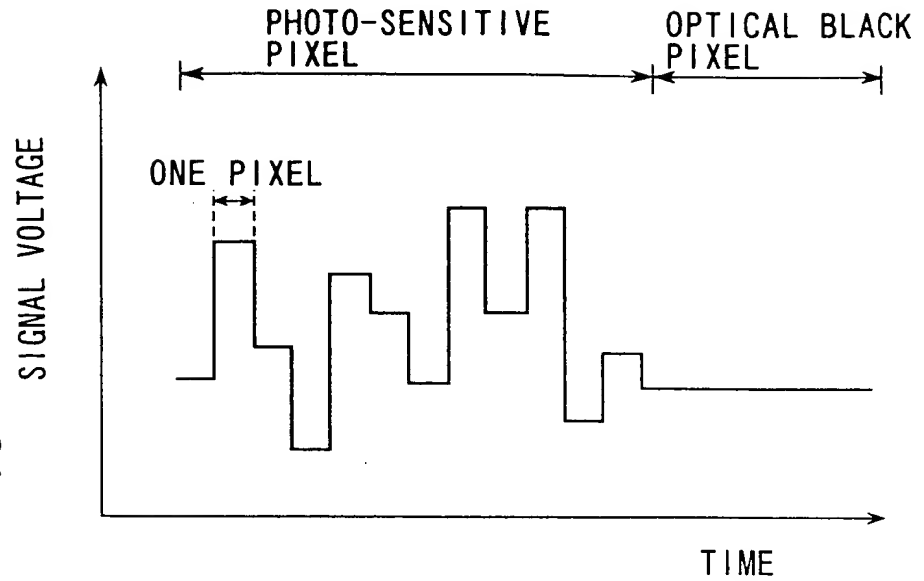 PHOTO-SENSITIVE
PIXEL
OPTICAL BLACK
PIXEL
ONE PIXEL
SIGNAL VOLTAGE
TIME